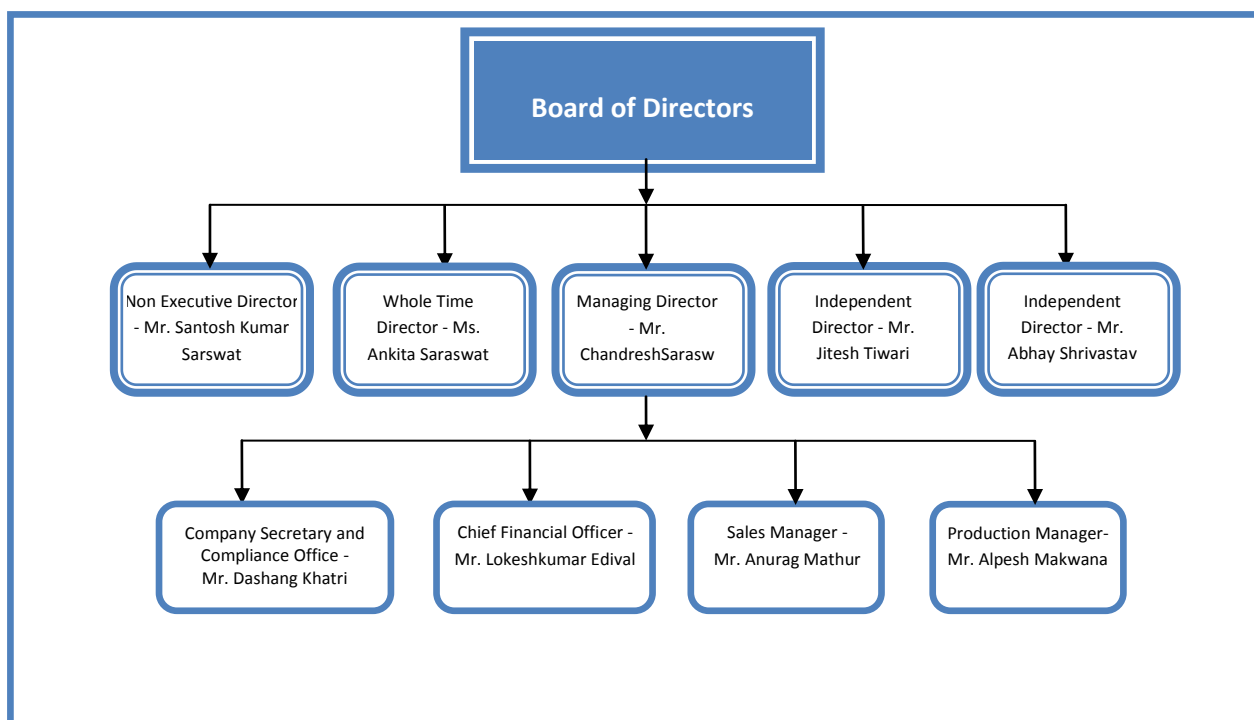 Board of Directors
Non Executive Director
- Mr. Santosh Kumar
Sarswat
Whole Time
Director - Ms.
Ankita Saraswat
Managing Director
- Mr.
ChandreshSarasw
Independent
Director - Mr.
Jitesh Tiwari
Independent
Director - Mr.
Abhay Shrivastav
Company Secretary and
Compliance Office -
Mr. Dashang Khatri
Chief Financial Officer -
Mr. Lokeshkumar Edival
Sales Manager -
Mr. Anurag Mathur
Production Manager-
Mr. Alpesh Makwana